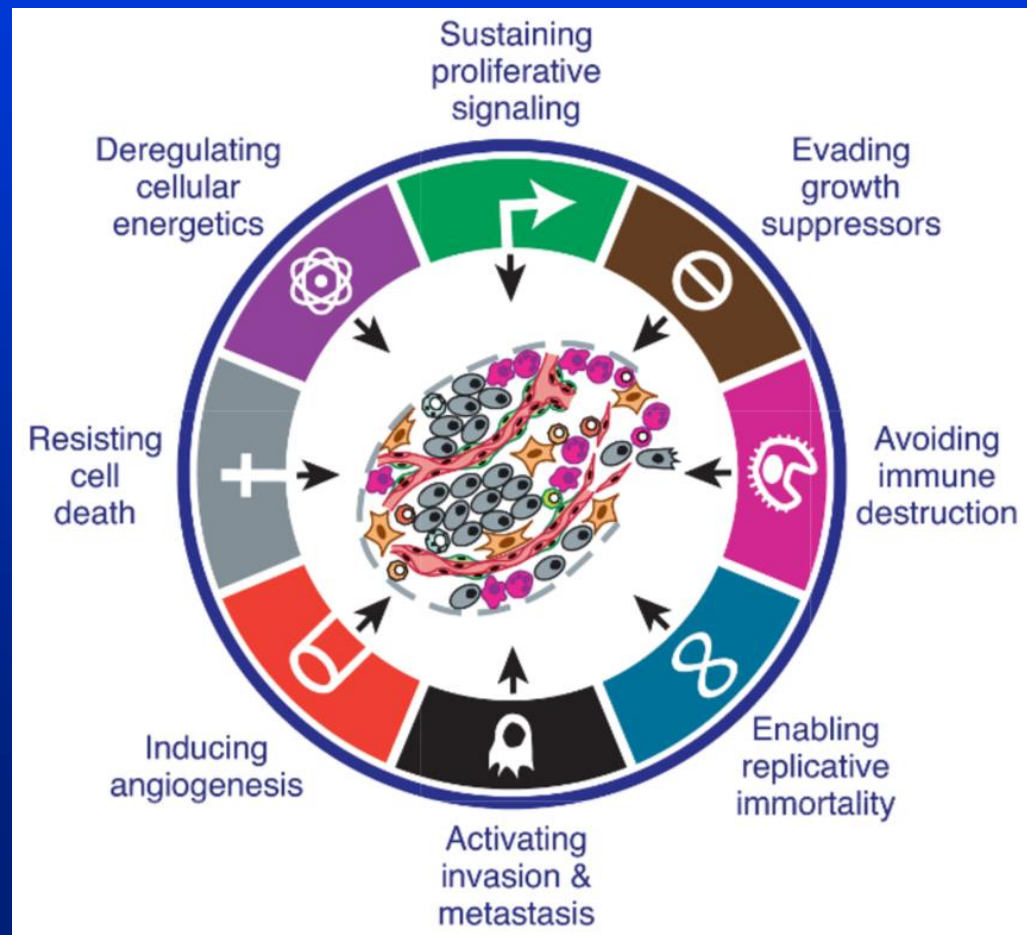 Sustaining
proliferative
signaling
Deregulating
cellular
energetics
Evading
growth
suppressors
Resisting
cell
death
Avoiding
immune
destruction
Inducing
angiogenesis
Enabling
replicative
immortality
Activating
invasion &
metastasis